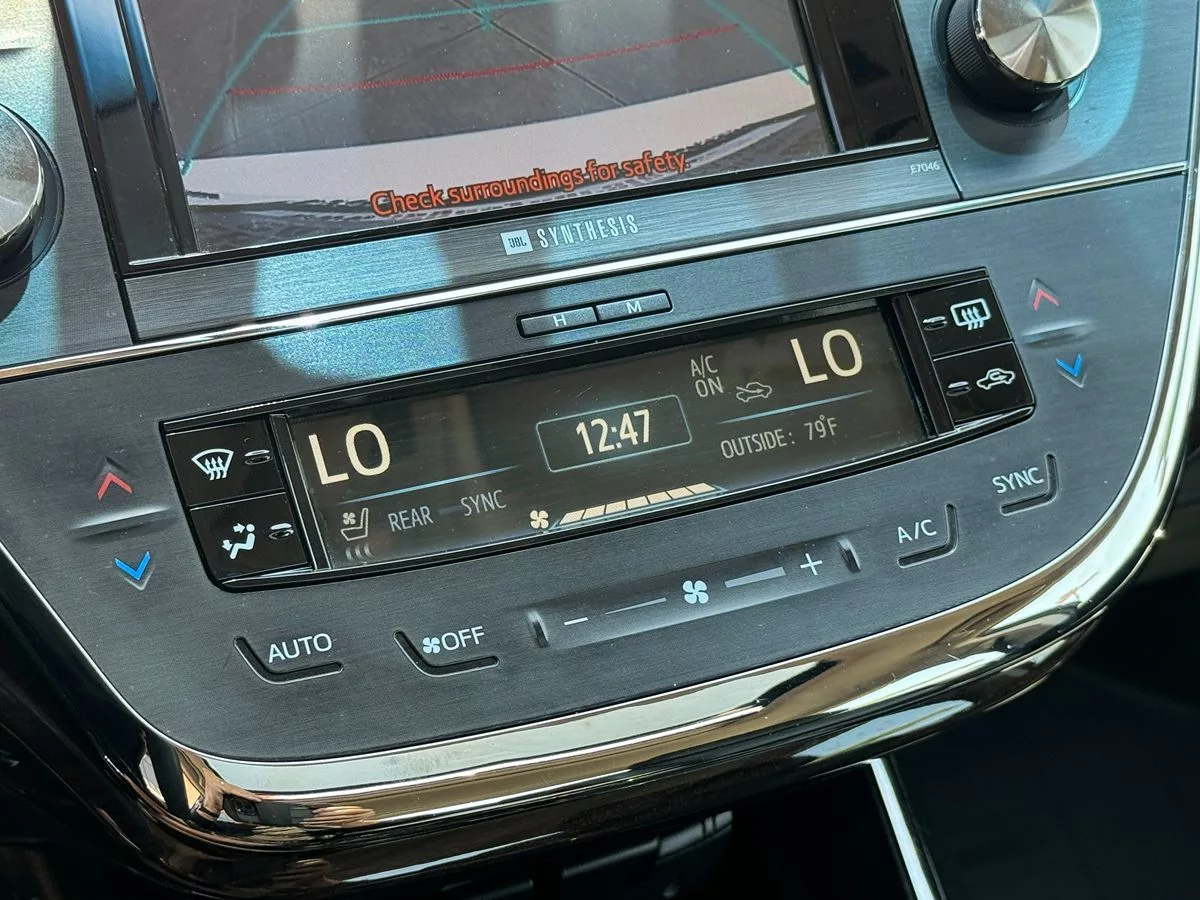 Check surroundings for safety.
E7046
JBL SYNTHESIS
H M
A/C
ON
LO
LO
12:47
OUTSIDE: 79°F
REAR SYNC
SYNC
A/C
AUTO
OFF
− +